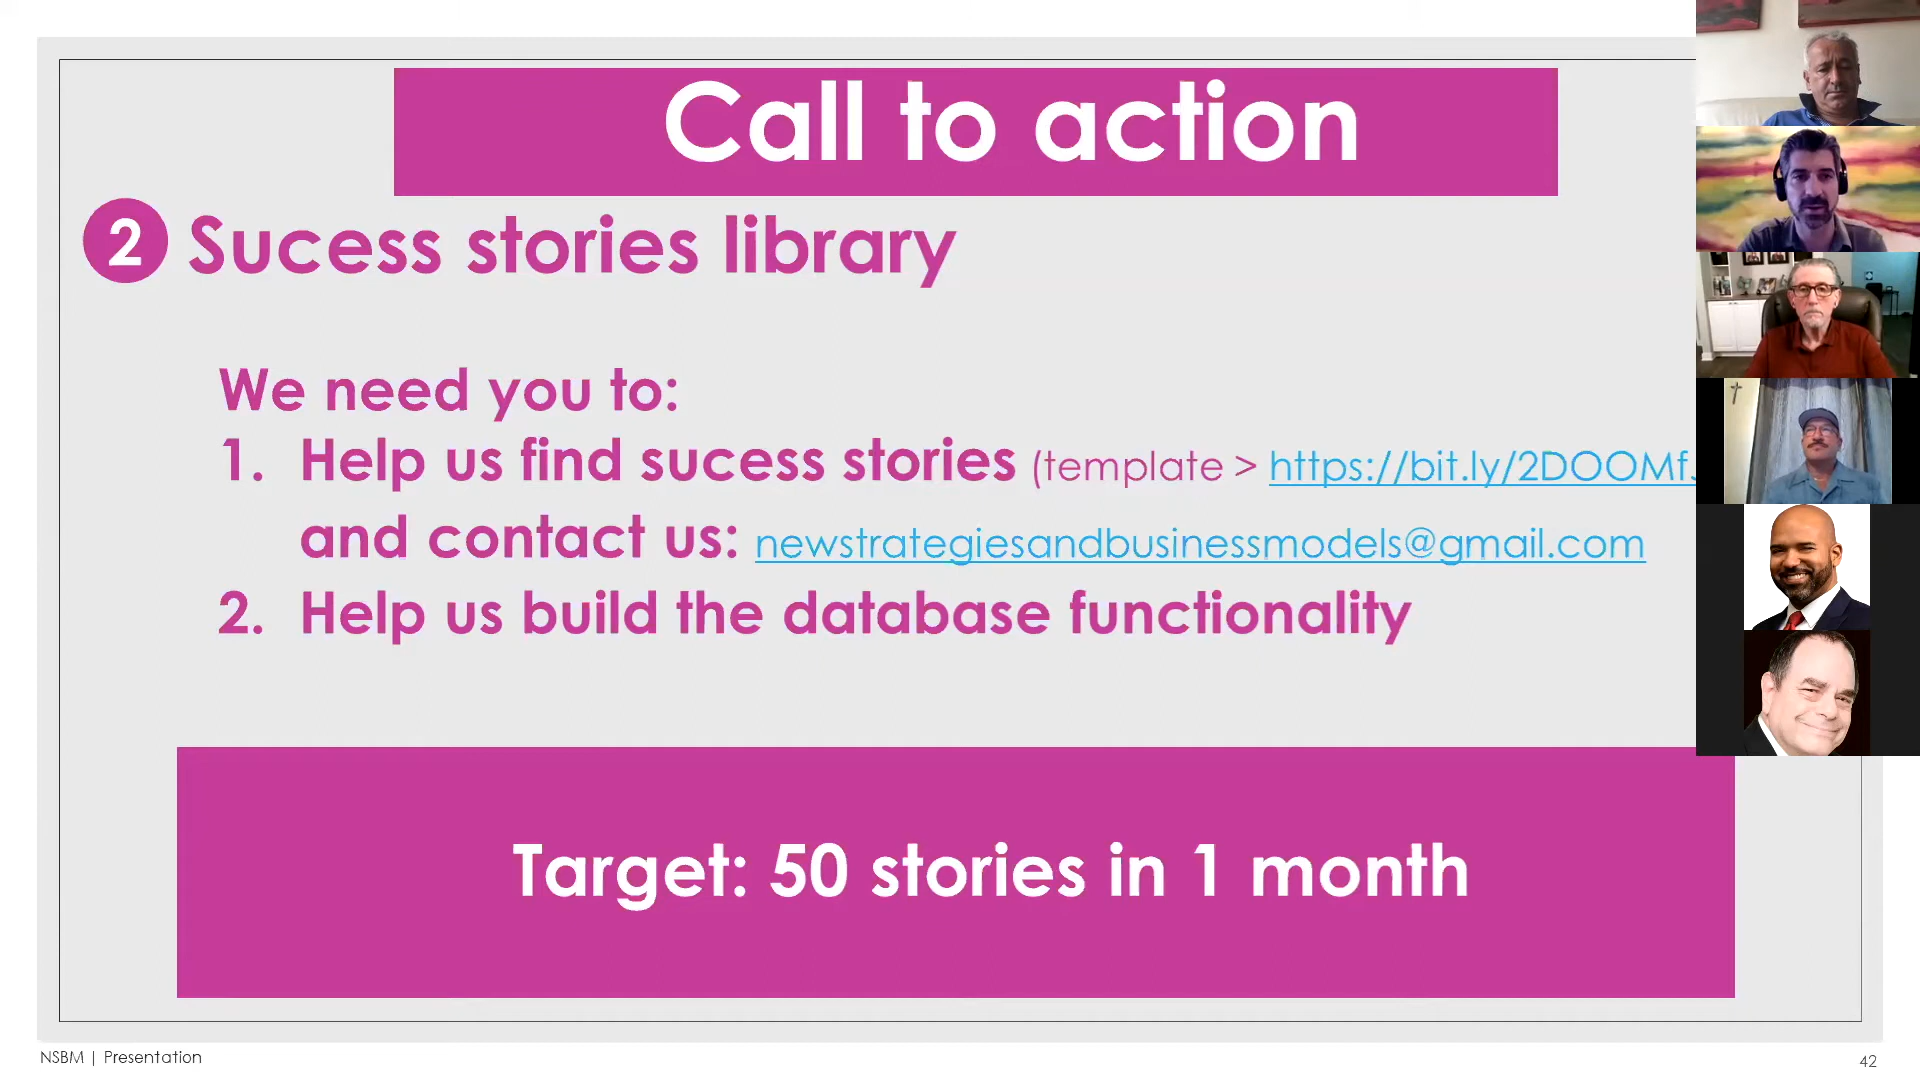 Call to action
2 Sucess stories library
We need you to:
1. Help us find sucess stories (template > https://bit.ly/2DOOMf
and contact us: newstrategiesandbusinessmodels@gmail.com
2. Help us build the database functionality
Target: 50 stories in 1 month
NSBM | Presentation
42